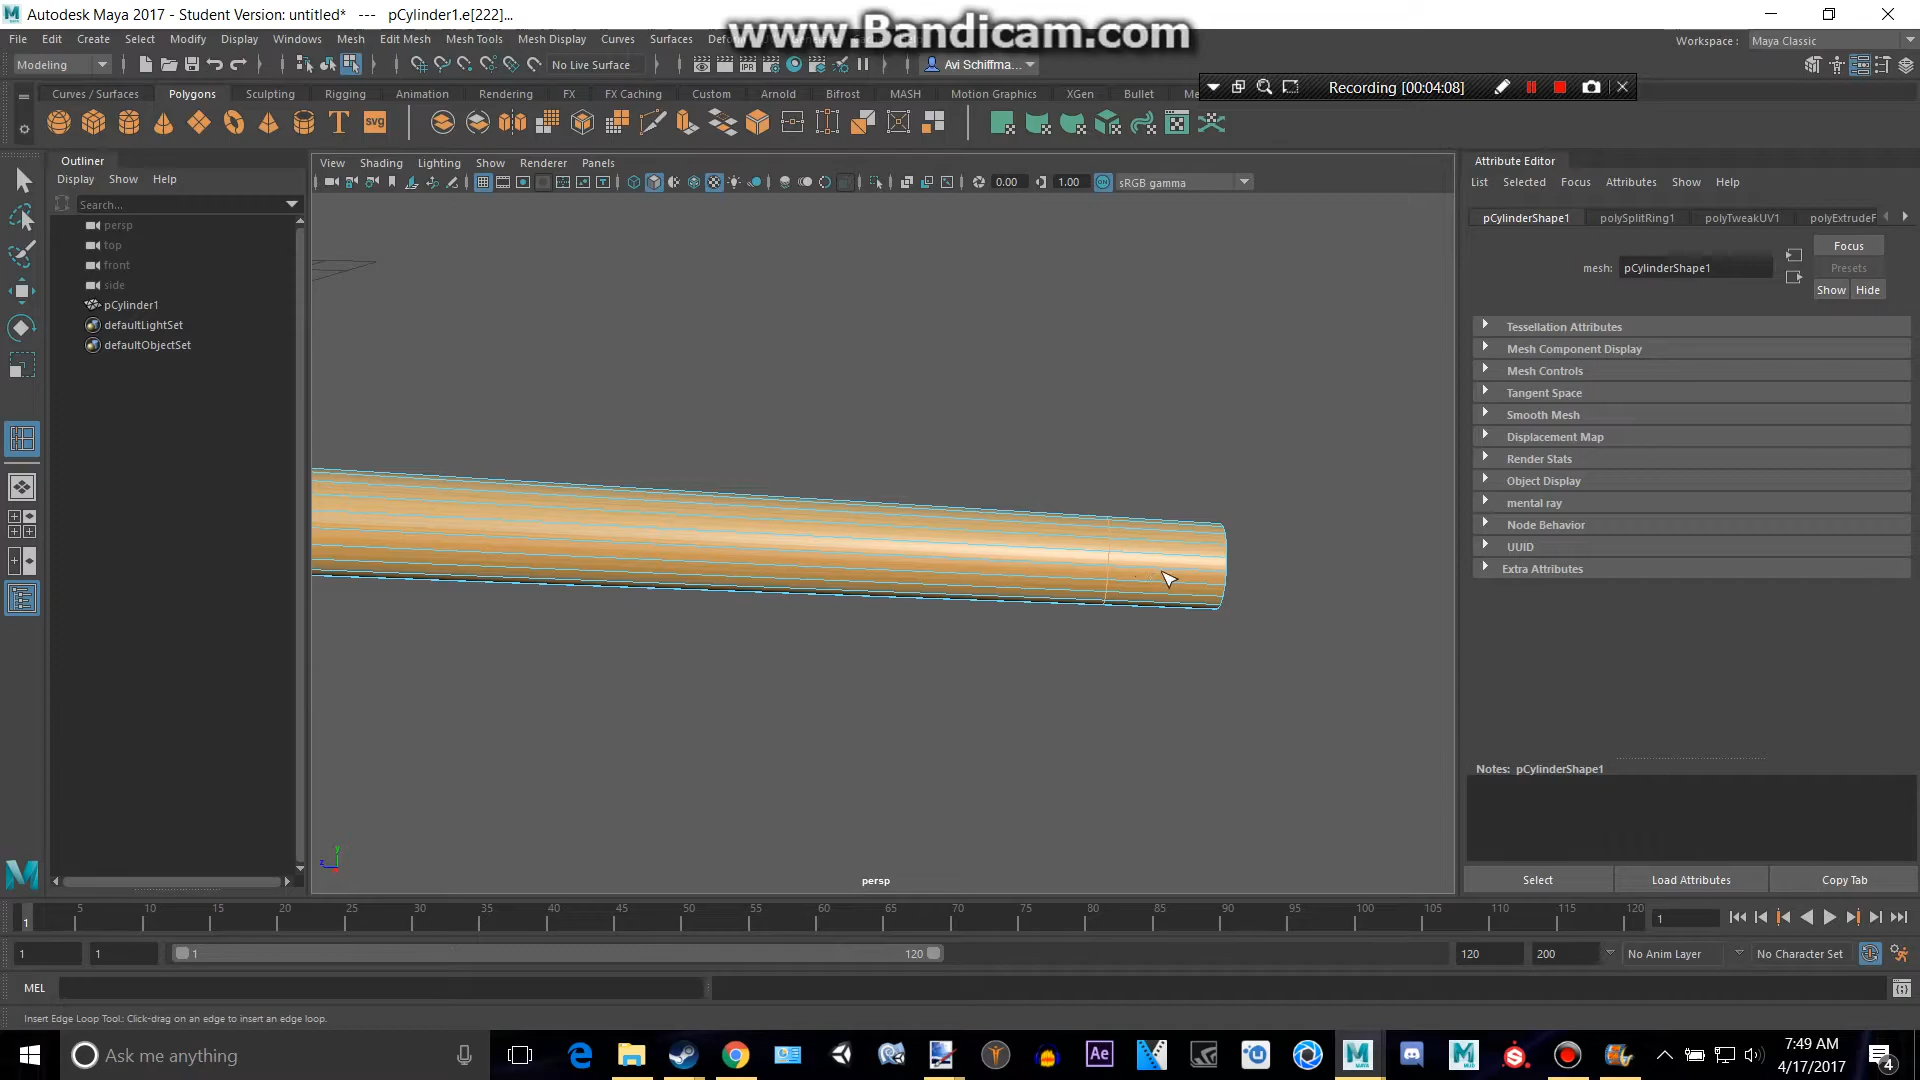 Autodesk Maya 2017 - Student Version: untitled* --- pCylinder1.e[222]...
www.Bandicam.com
File Edit Create Select Modify Display Windows Mesh Edit Mesh Mesh Tools Mesh Display Curves Surfaces
Workspace : Maya Classic
Modeling No Live Surface Avi Schiffma...
Recording [00:04:08]
Curves / Surfaces Polygons Sculpting Rigging Animation Rendering FX FX Caching Custom Arnold Bifrost MASH Motion Graphics XGen Bullet
T svg
Outliner
Display Show Help
Search...
persp
top
front
side
pCylinder1
defaultLightSet
defaultObjectSet
View Shading Lighting Show Renderer Panels
0.00 1.00 ON sRGB gamma
y
z
persp
Attribute Editor
List Selected Focus Attributes Show Help
pCylinderShape1 polySplitRing1 polyTweakUV1 polyExtrudeF
Focus
mesh: pCylinderShape1
Presets
Show Hide
Tessellation Attributes
Mesh Component Display
Mesh Controls
Tangent Space
Smooth Mesh
Displacement Map
Render Stats
Object Display
mental ray
Node Behavior
UUID
Extra Attributes
Notes: pCylinderShape1
Select Load Attributes Copy Tab
1 5 10 15 20 25 30 35 40 45 50 55 60 65 70 75 80 85 90 95 100 105 110 115 120 1
1 1 1 120 120 200 No Anim Layer No Character Set
MEL
Insert Edge Loop Tool: Click-drag on an edge to insert an edge loop.
Ask me anything
7:49 AM
4/17/2017
4